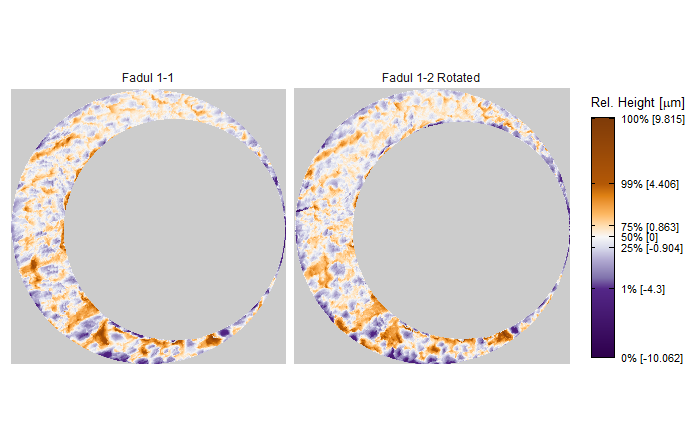 Fadul 1-1
Fadul 1-2 Rotated
Rel. Height [μm]
100% [9.815]
99% [4.406]
75% [0.863]
50% [0]
25% [-0.904]
1% [-4.3]
0% [-10.062]